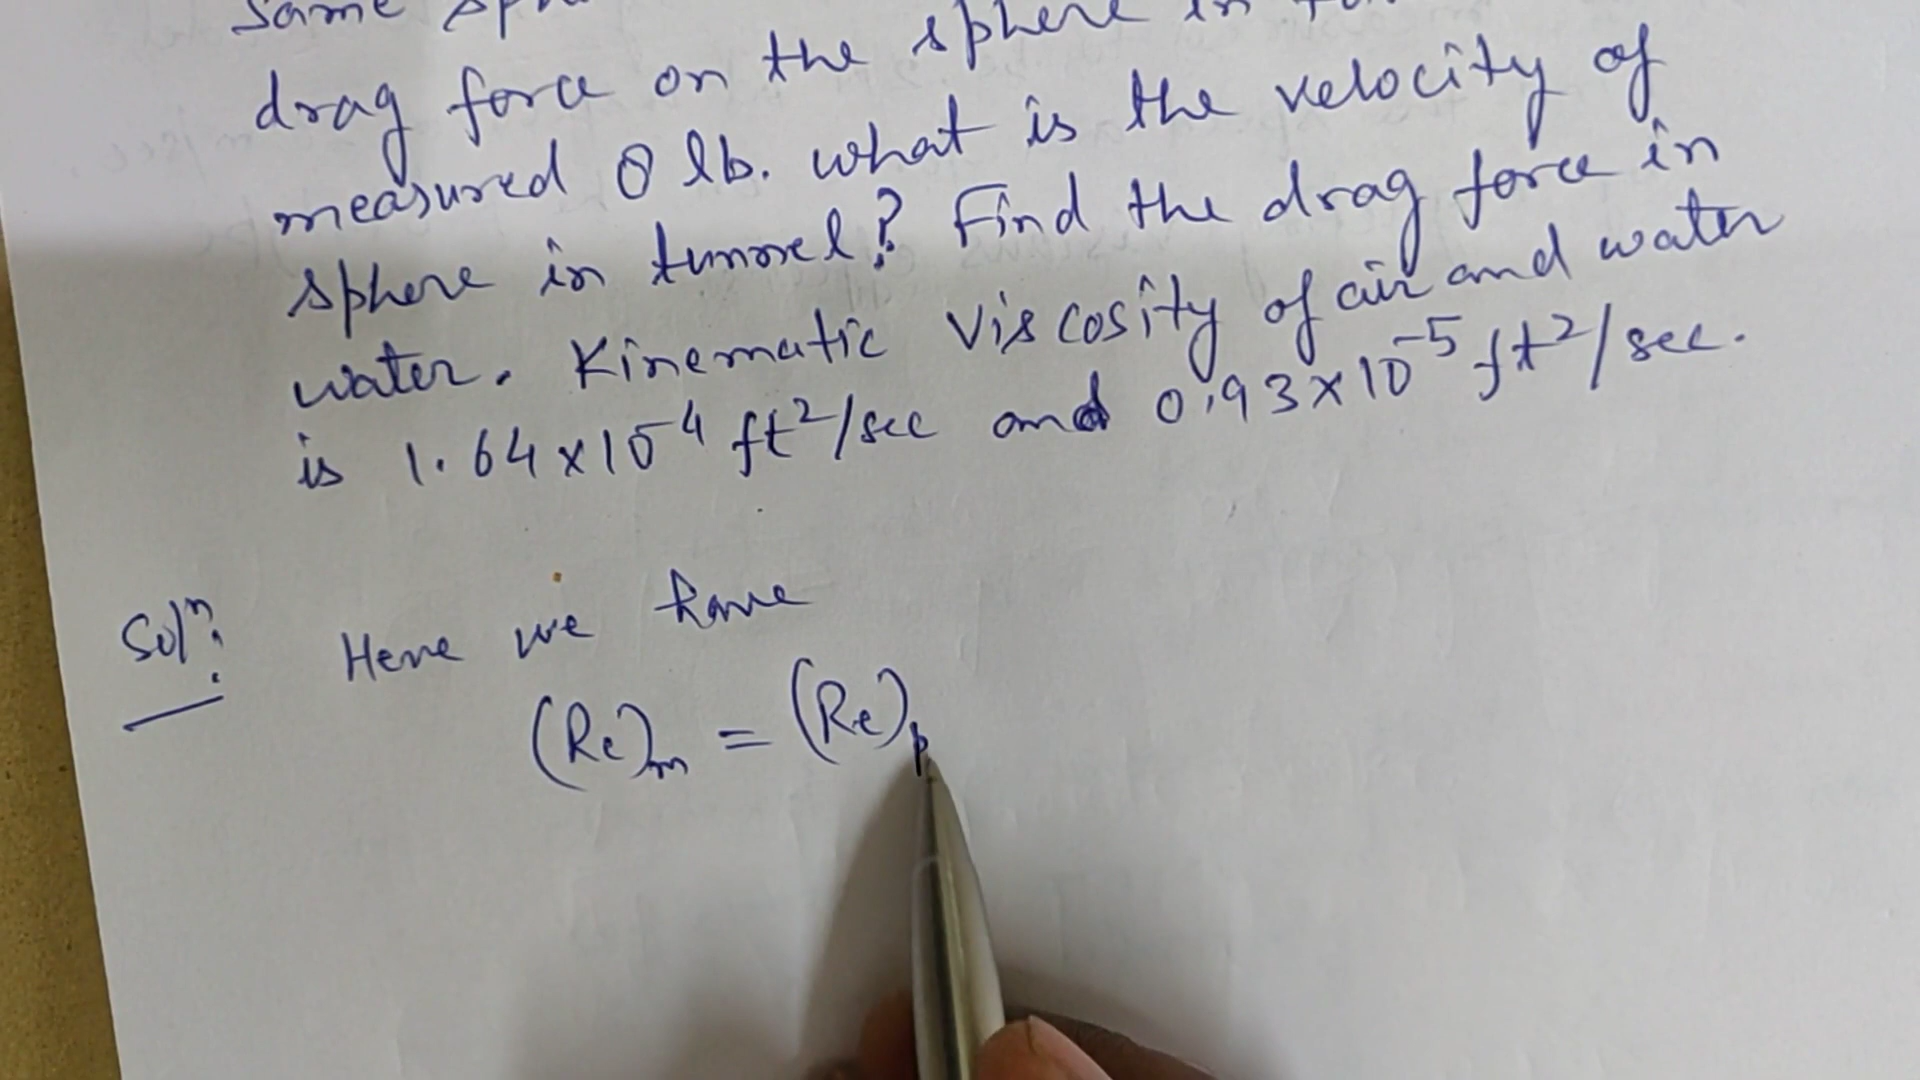 same
drag force on the sphere in
measured 8 lb. what is the velocity of
sphere in tunnel? Find the drag force in
water. Kinematic Viscosity of air and water
is 1.64×10⁻⁴ ft²/sec and 0.93×10⁻⁵ ft²/sec.
Solⁿ: Here we have
(Re)m = (Re)p